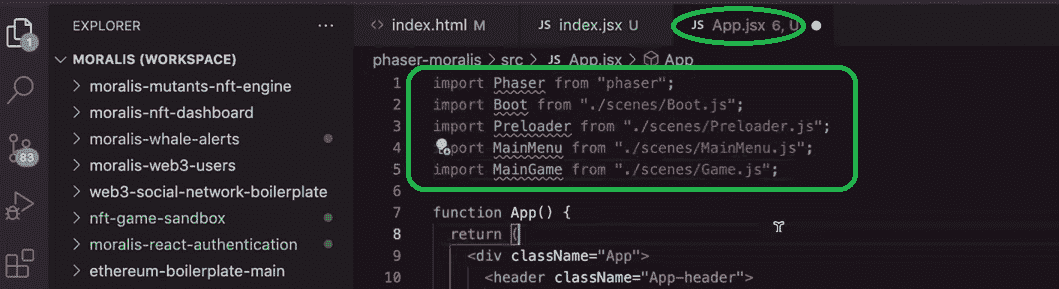 EXPLORER ...
index.html M JS index.jsx U JS App.jsx 6, U
1
MORALIS (WORKSPACE)
phaser-moralis > src > JS App.jsx > App
moralis-mutants-nft-engine
moralis-nft-dashboard
moralis-whale-alerts
moralis-web3-users
web3-social-network-boilerplate
nft-game-sandbox
moralis-react-authentication
ethereum-boilerplate-main
83
1 import Phaser from "phaser";
2 import Boot from "./scenes/Boot.js";
3 import Preloader from "./scenes/Preloader.js";
4 port MainMenu from "./scenes/MainMenu.js";
5 import MainGame from "./scenes/Game.js";
6
7 function App() {
8 return (
9 <div className="App">
10 <header className="App-header">